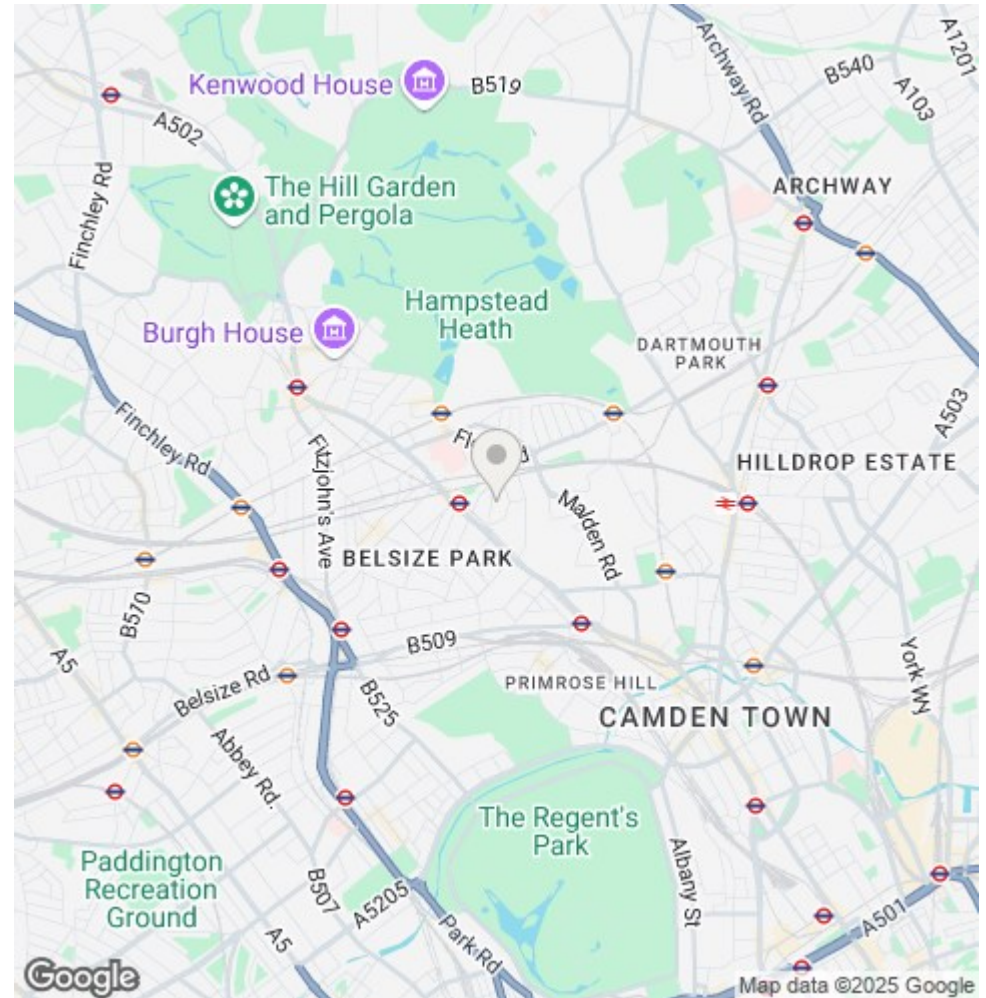 Kenwood House
B519
Archway Rd
B540
A1201
A103
A502
Finchley Rd
The Hill Garden
and Pergola
ARCHWAY
Hampstead
Heath
Burgh House
DARTMOUTH
PARK
A503
Finchley Rd
Fitzjohn's Ave
HILLDROP ESTATE
Malden Rd
BELSIZE PARK
B510
B509
A5
Belsize Rd
B525
PRIMROSE HILL
York Wy
CAMDEN TOWN
Abbey Rd.
The Regent's
Park
Albany St
Paddington
Recreation
Ground
B507
A5205
A5
Park Rd
A501
Google
Map data ©2025 Google